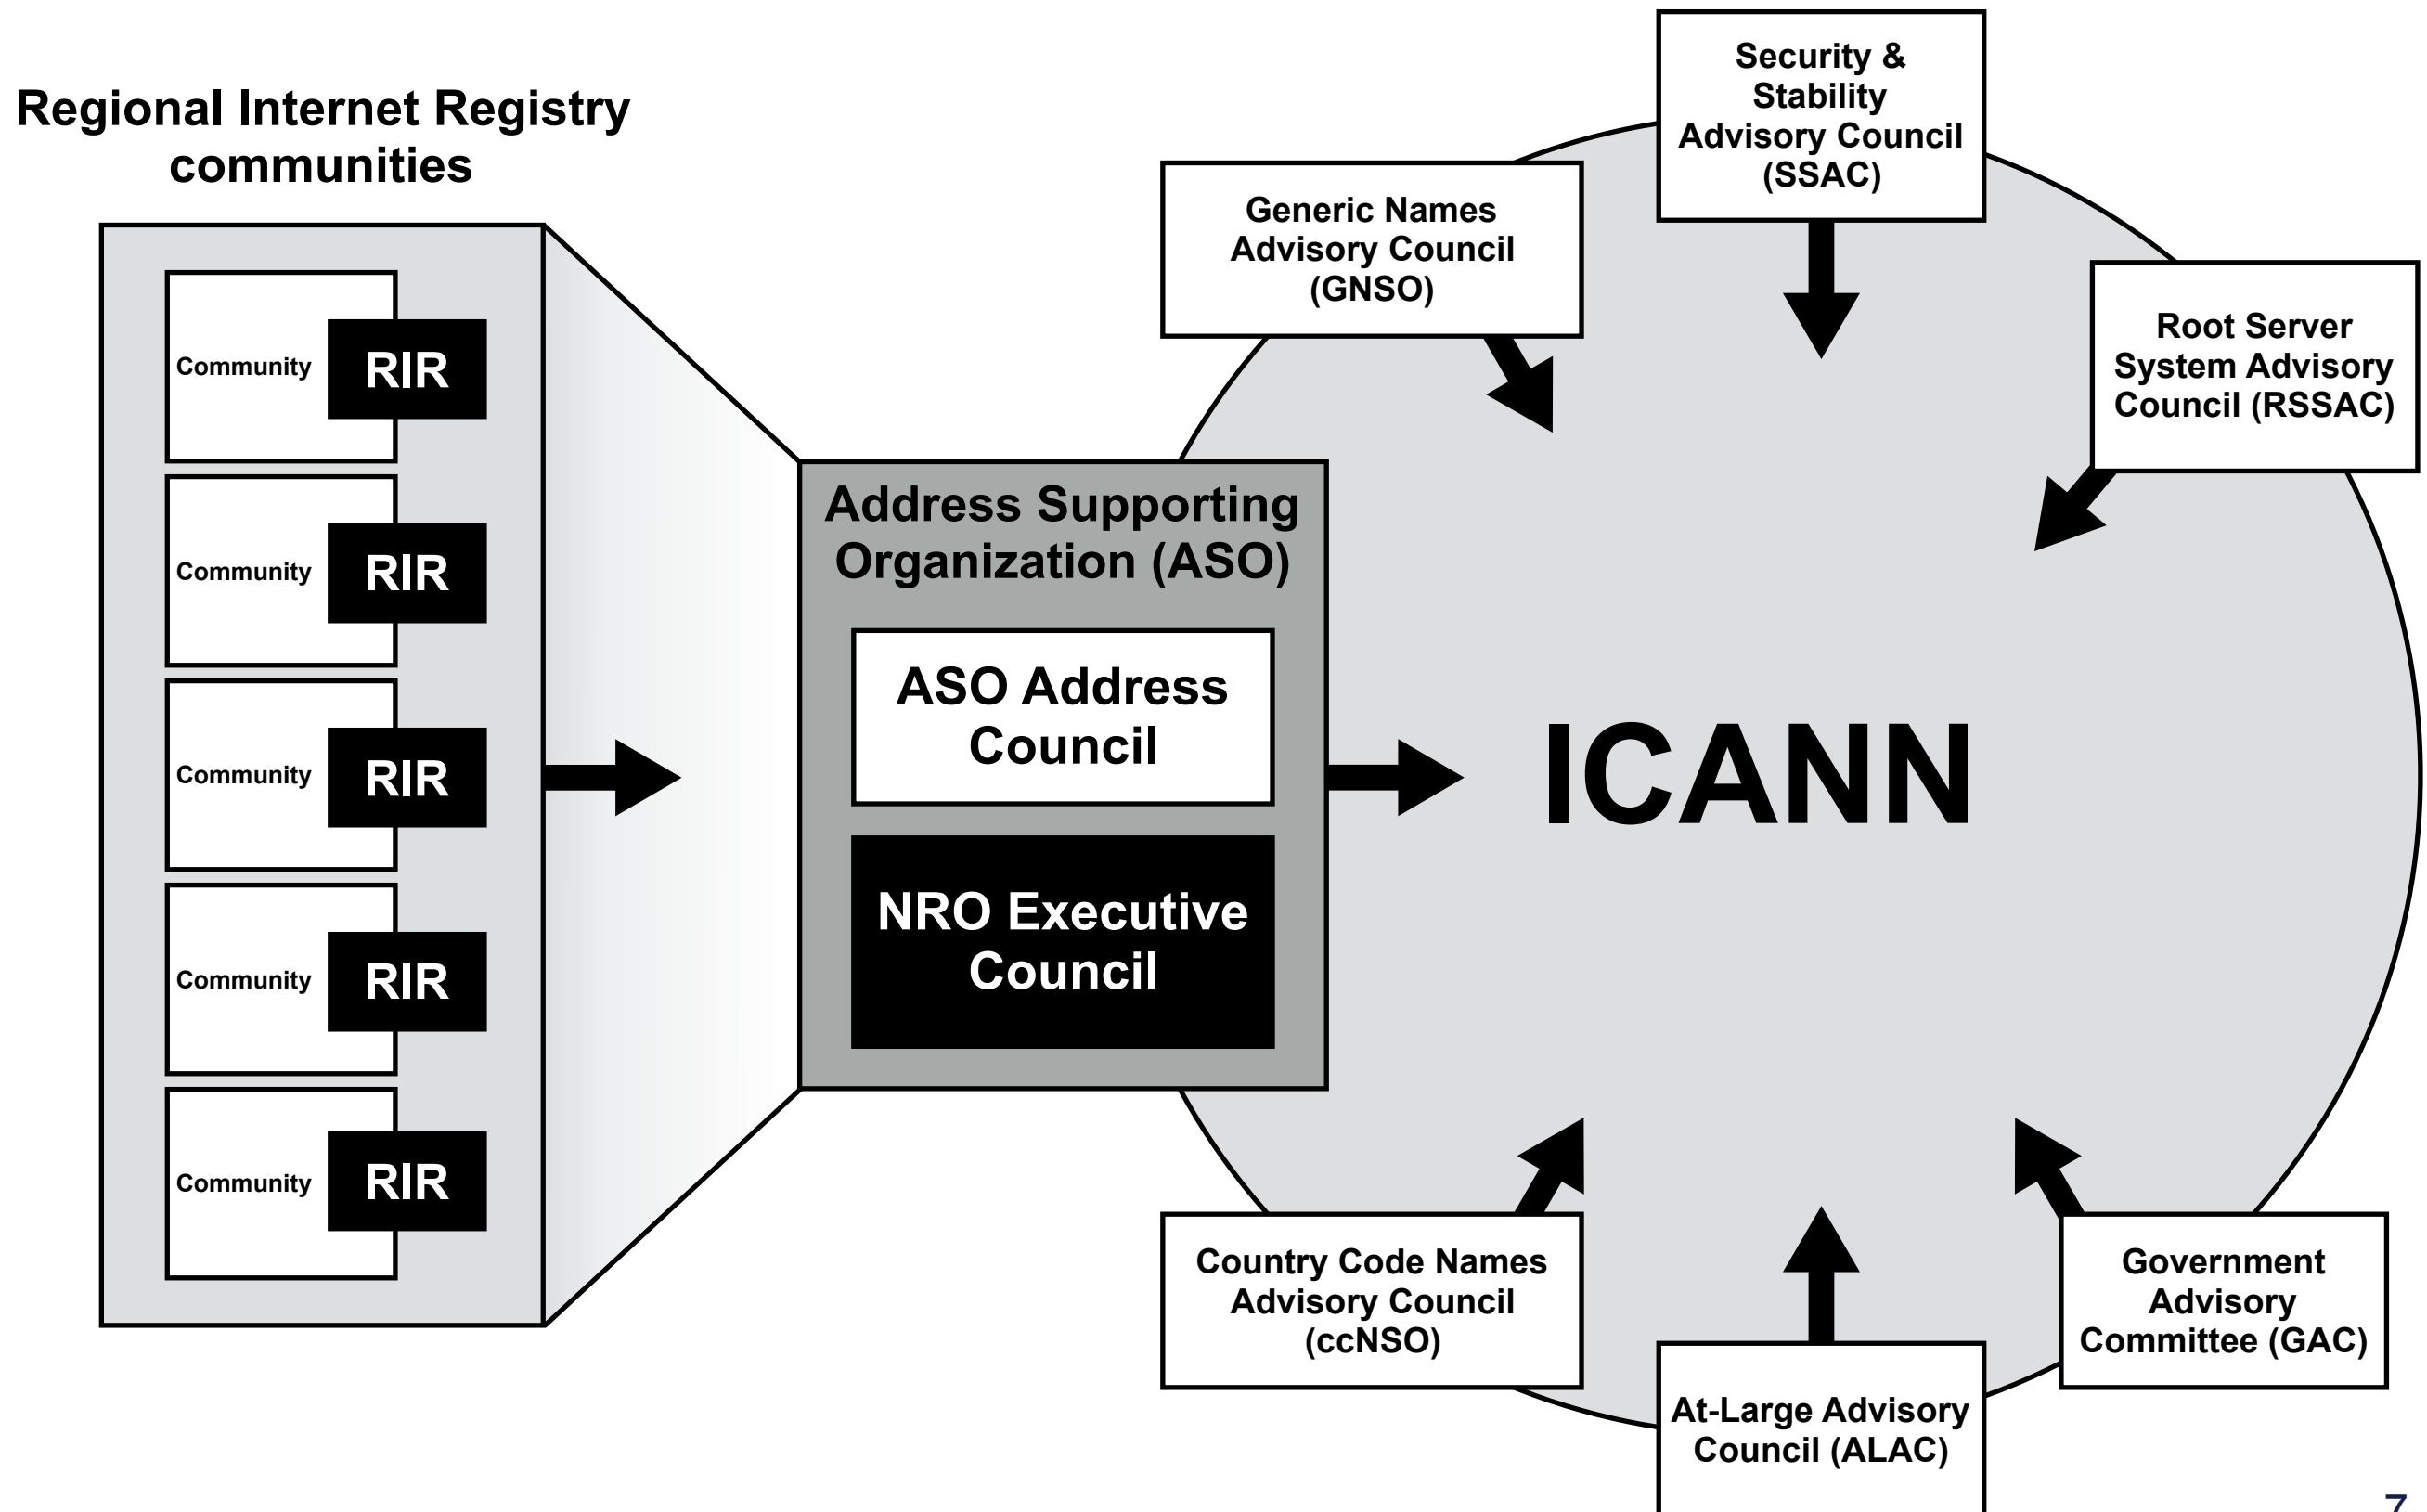 Regional Internet Registry
communities
Community
RIR
Community
RIR
Community
RIR
Community
RIR
Community
RIR
Address Supporting
Organization (ASO)
ASO Address
Council
NRO Executive
Council
ICANN
Generic Names
Advisory Council
(GNSO)
Security &
Stability
Advisory Council
(SSAC)
Root Server
System Advisory
Council (RSSAC)
Country Code Names
Advisory Council
(ccNSO)
At-Large Advisory
Council (ALAC)
Government
Advisory
Committee (GAC)
7